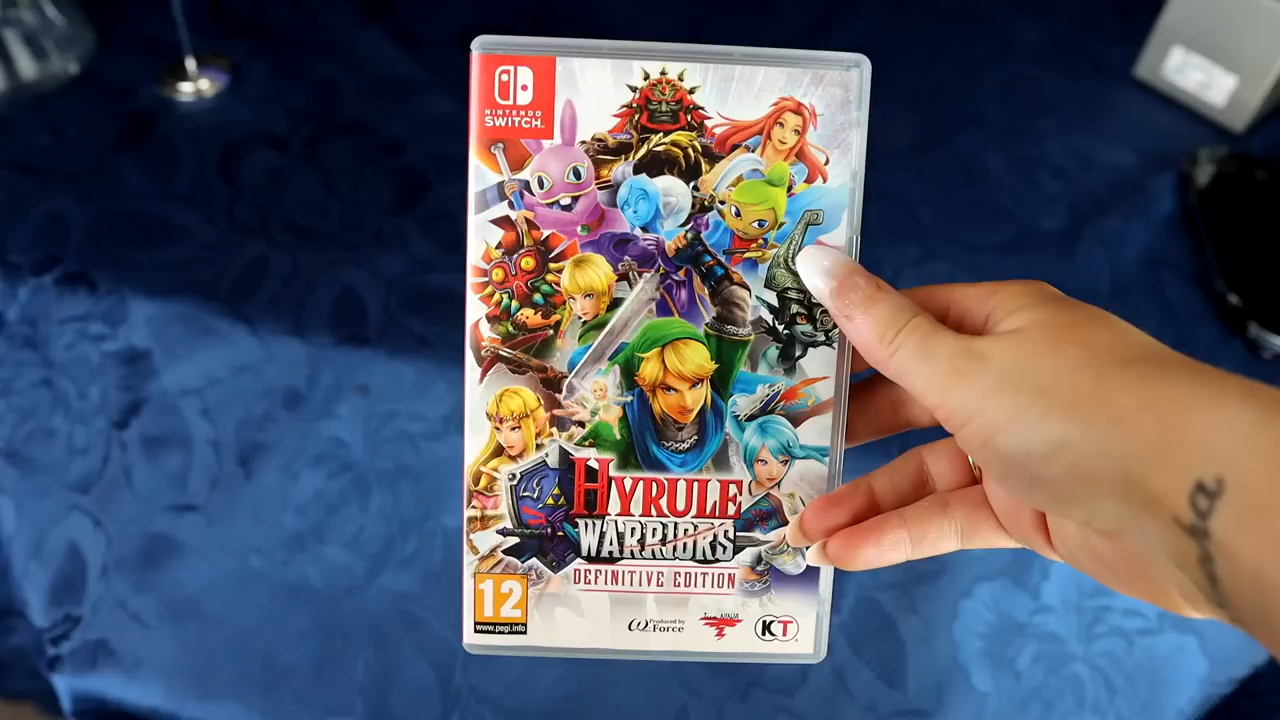 NINTENDO
SWITCH
HYRULE
WARRIORS
DEFINITIVE EDITION
12
www.pegi.info
Produced by
ω-Force
KT